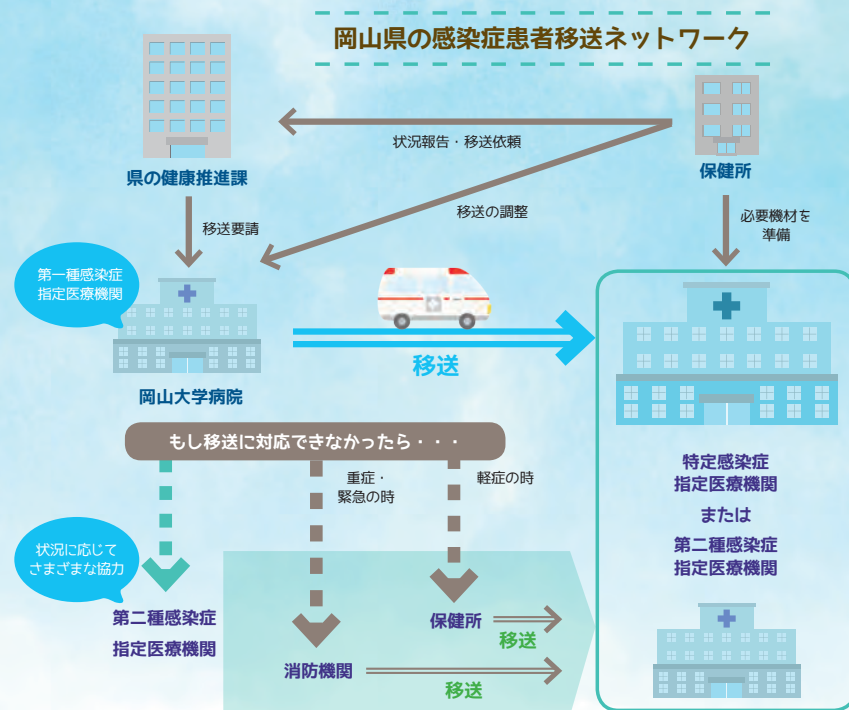 岡山県の感染症患者移送ネットワーク
状況報告・移送依頼
県の健康推進課
保健所
移送要請
移送の調整
必要機材を
準備
第一種感染症
指定医療機関
移送
岡山大学病院
もし移送に対応できなかったら・・・
重症・
緊急の時
軽症の時
特定感染症
指定医療機関
または
第二種感染症
指定医療機関
状況に応じて
さまざまな協力
第二種感染症
指定医療機関
保健所
移送
消防機関
移送